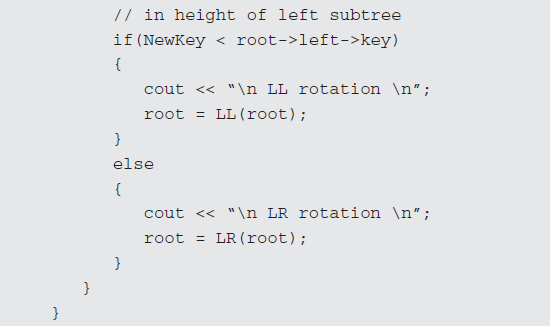 // in height of left subtree
if(NewKey < root->left->key)
{
cout << “\n LL rotation \n”;
root = LL(root);
}
else
{
cout << “\n LR rotation \n”;
root = LR(root);
}
}
}